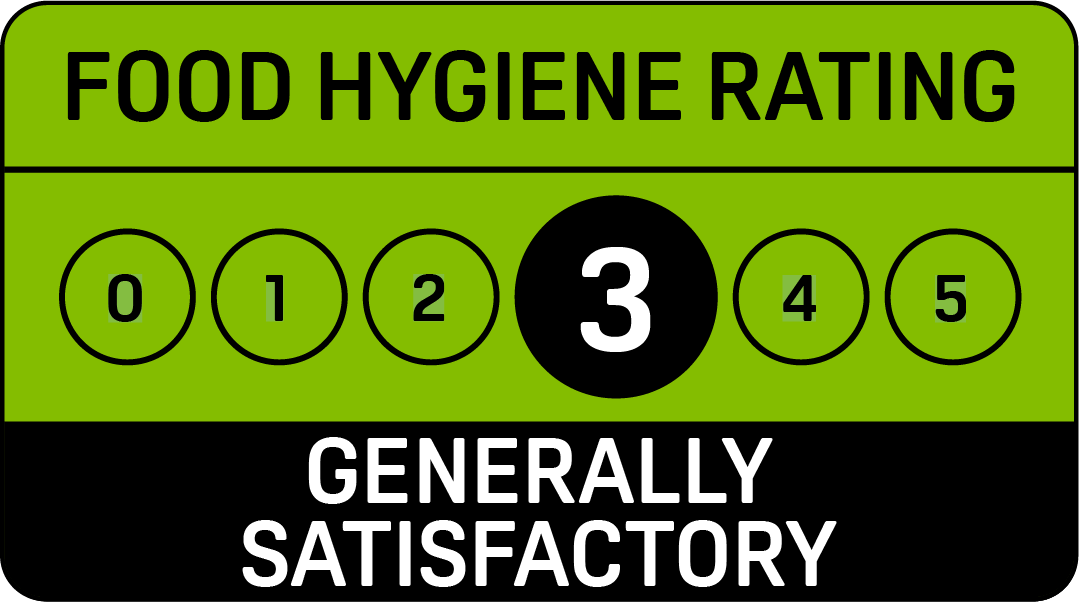 FOOD HYGIENE RATING
0 1 2 3 4 5
GENERALLY
SATISFACTORY